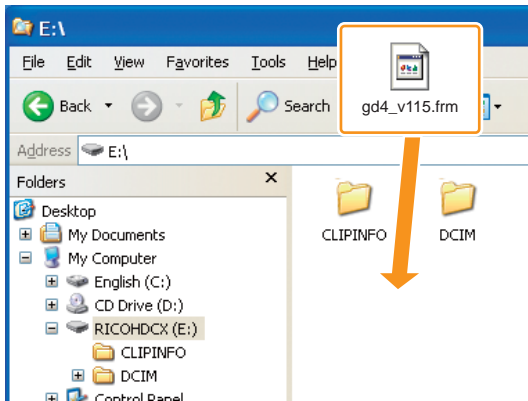 E:\
File Edit View Favorites Tools Help
gd4_v115.frm
Back Search
Address E:\
Folders ×
Desktop
My Documents
My Computer
English (C:)
CD Drive (D:)
RICOHDCX (E:)
CLIPINFO
DCIM
Control Panel
CLIPINFO DCIM